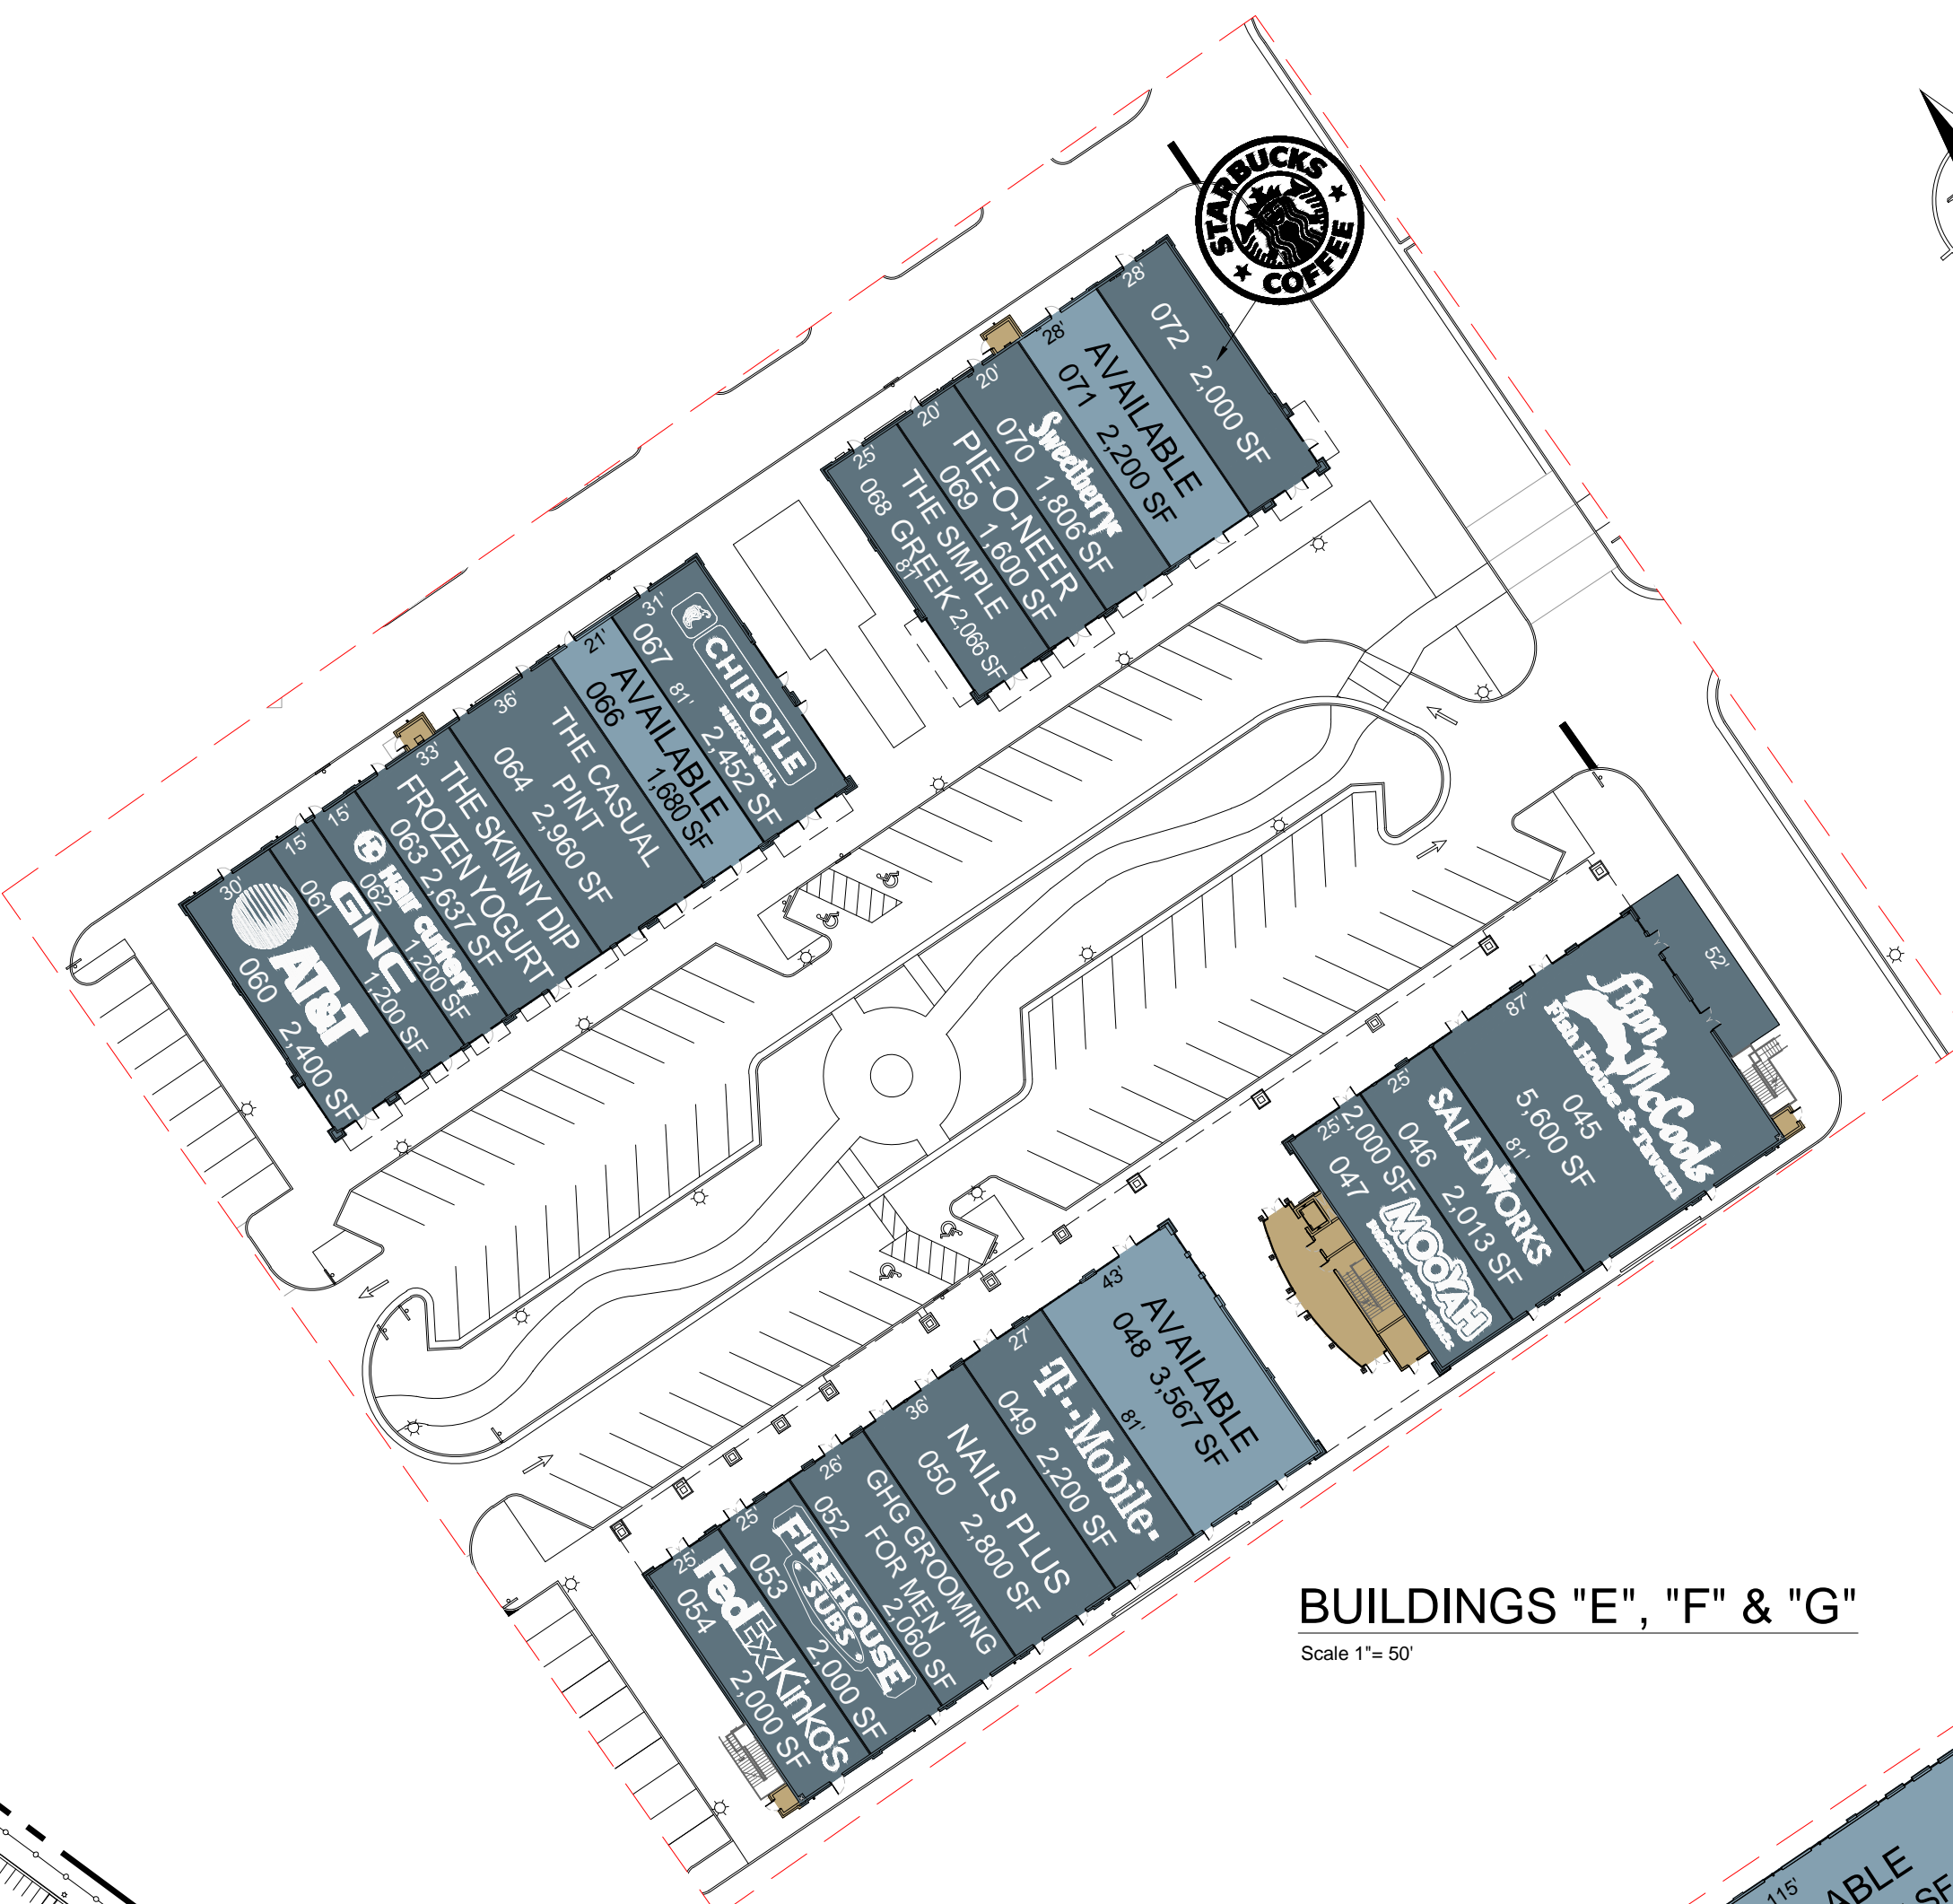 STARBUCKS
COFFEE
28'
072
2,000 SF
28'
AVAILABLE
071 2,200 SF
20'
Sweetberry
070 1,806 SF
20'
PIE-O-NEER
069 1,600 SF
25'
THE SIMPLE
068 GREEK 2,066 SF
81'
31'
067
CHIPOTLE
MEXICAN GRILL
81'
2,452 SF
21'
AVAILABLE
066 1,680 SF
36'
THE CASUAL
PINT
064 2,960 SF
33'
THE SKINNY DIP
FROZEN YOGURT
063 2,637 SF
15'
Hair Cuttery
062 1,200 SF
15'
GNC
061 1,200 SF
30'
AT&T
060 2,400 SF
52'
87'
Finn McCool's
Fish House & Tavern
045
5,600 SF
81'
25'
SALADWORKS
046 2,013 SF
25'
2,000 SF
047
MOOYAH
BURGERS · FRIES · SHAKES
43'
AVAILABLE
048 3,567 SF
81'
27'
T··Mobile·
049 2,200 SF
36'
NAILS PLUS
050 2,800 SF
26'
GHG GROOMING
FOR MEN
052 2,060 SF
25'
FIREHOUSE
SUBS
053 2,000 SF
25'
FedEx Kinko's
054 2,000 SF
BUILDINGS "E", "F" & "G"
Scale 1"= 50'
115'
ABLE
SF